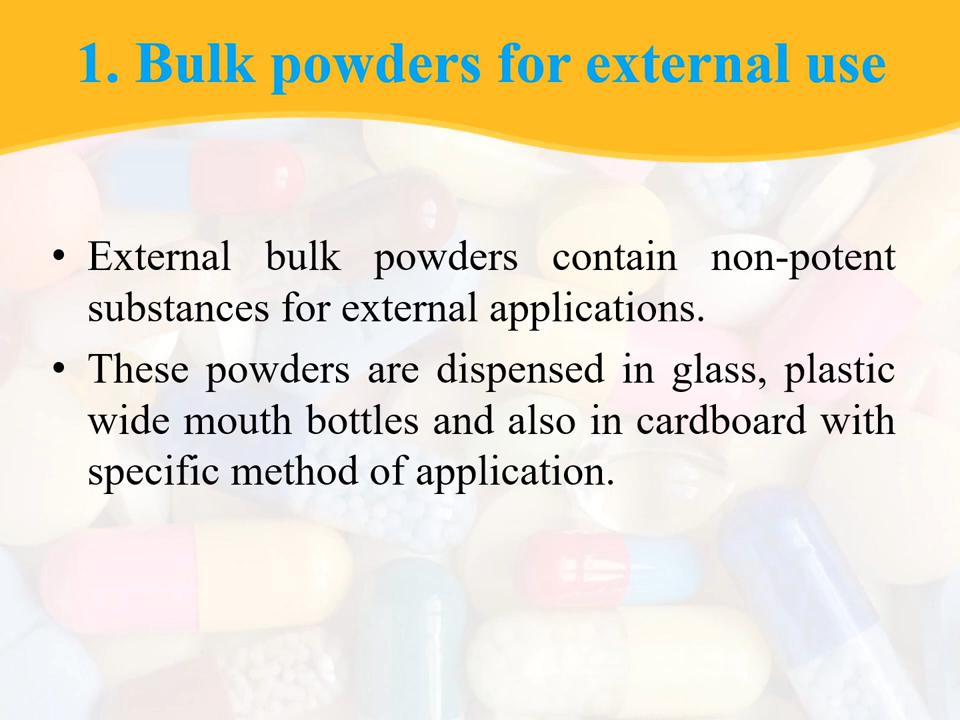 1. Bulk powders for external use
• External bulk powders contain non-potent
substances for external applications.
• These powders are dispensed in glass, plastic
wide mouth bottles and also in cardboard with
specific method of application.